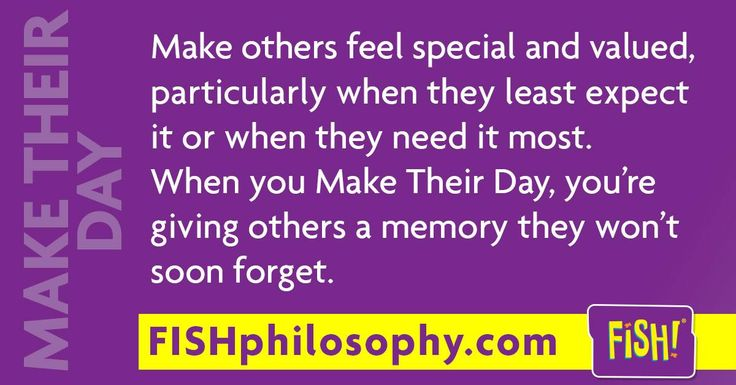 MAKE THEIR
DAY
Make others feel special and valued,
particularly when they least expect
it or when they need it most.
When you Make Their Day, you’re
giving others a memory they won’t
soon forget.
FISHphilosophy.com
FiSH!®